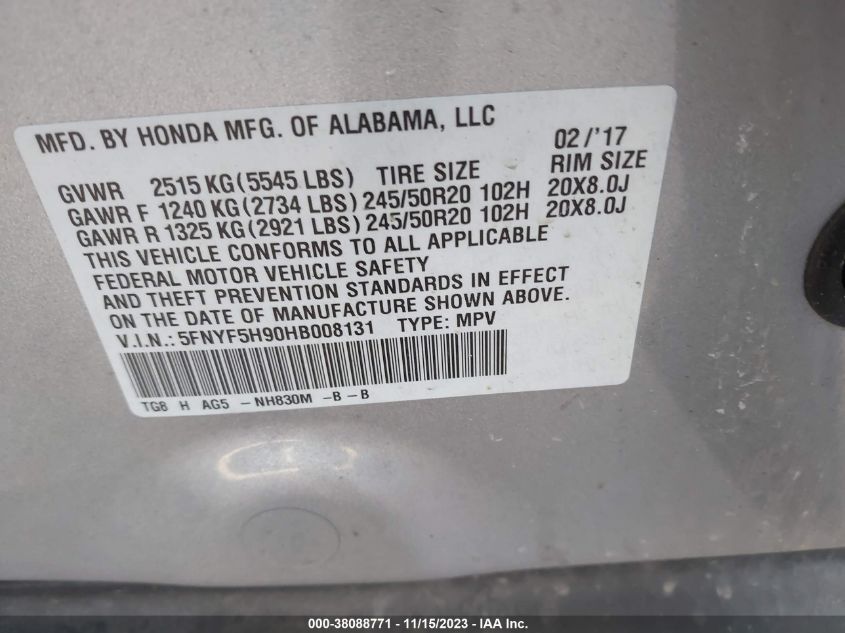 MFD. BY HONDA MFG. OF ALABAMA, LLC 02/'17
GVWR 2515 KG(5545 LBS) TIRE SIZE RIM SIZE
GAWR F 1240 KG(2734 LBS) 245/50R20 102H 20X8.0J
GAWR R 1325 KG(2921 LBS) 245/50R20 102H 20X8.0J
THIS VEHICLE CONFORMS TO ALL APPLICABLE
FEDERAL MOTOR VEHICLE SAFETY
AND THEFT PREVENTION STANDARDS IN EFFECT
ON THE DATE OF MANUFACTURE SHOWN ABOVE.
V.I.N.: 5FNYF5H90HB008131 TYPE: MPV
TG8 H AG5 -NH830M -B-B
000-38088771 - 11/15/2023 - IAA Inc.